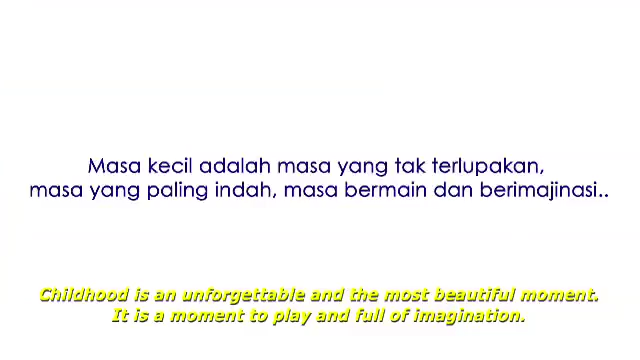 Masa kecil adalah masa yang tak terlupakan,
masa yang paling indah, masa bermain dan berimajinasi..
Childhood is an unforgettable and the most beautiful moment.
It is a moment to play and full of imagination.